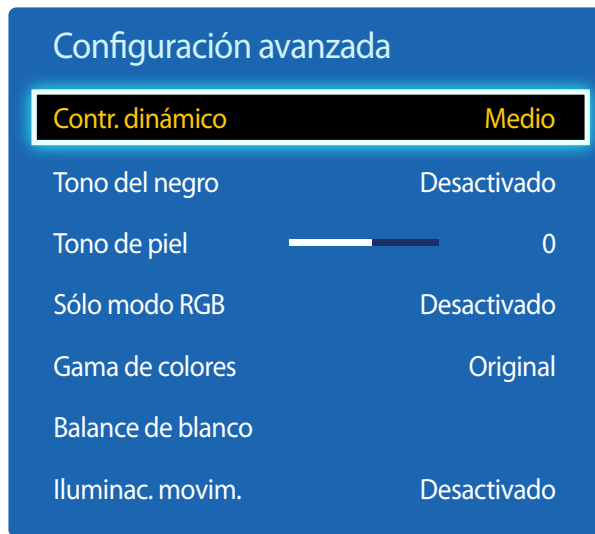 Configuración avanzada
Contr. dinámico Medio
Tono del negro Desactivado
Tono de piel 0
Sólo modo RGB Desactivado
Gama de colores Original
Balance de blanco
Iluminac. movim. Desactivado